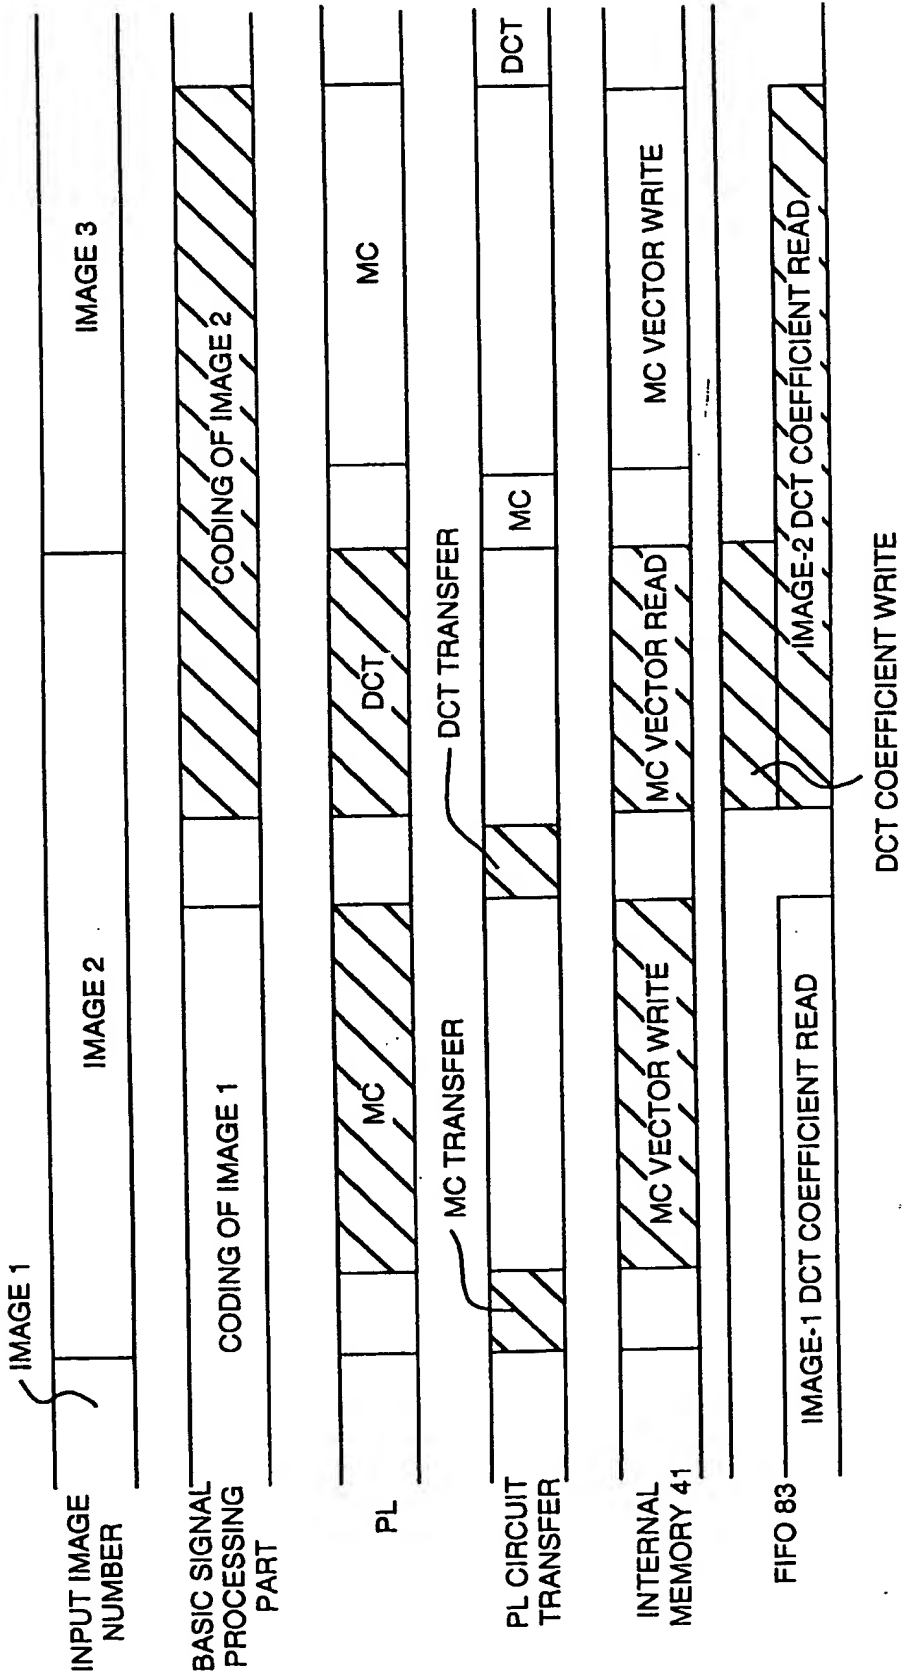 IMAGE 1
INPUT IMAGE
NUMBER
IMAGE 2
IMAGE 3
BASIC SIGNAL
PROCESSING
PART
CODING OF IMAGE 1
CODING OF IMAGE 2
PL
MC
DCT
MC
MC TRANSFER
DCT TRANSFER
PL CIRCUIT
TRANSFER
MC
DCT
INTERNAL
MEMORY 41
MC VECTOR WRITE
MC VECTOR READ
MC VECTOR WRITE
FIFO 83
IMAGE-1 DCT COEFFICIENT READ
IMAGE-2 DCT COEFFICIENT READ
DCT COEFFICIENT WRITE